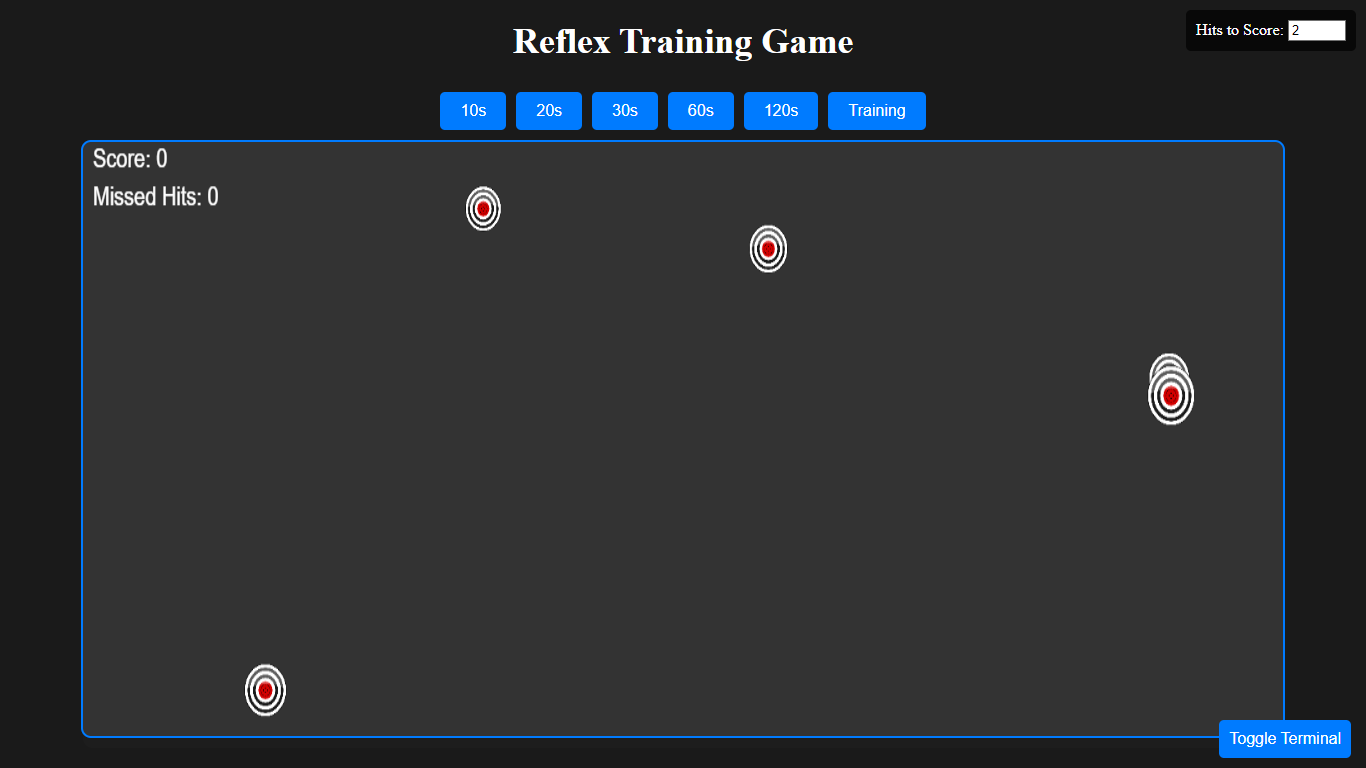 Reflex Training Game
Hits to Score: 2
10s 20s 30s 60s 120s Training
Score: 0
Missed Hits: 0
Toggle Terminal